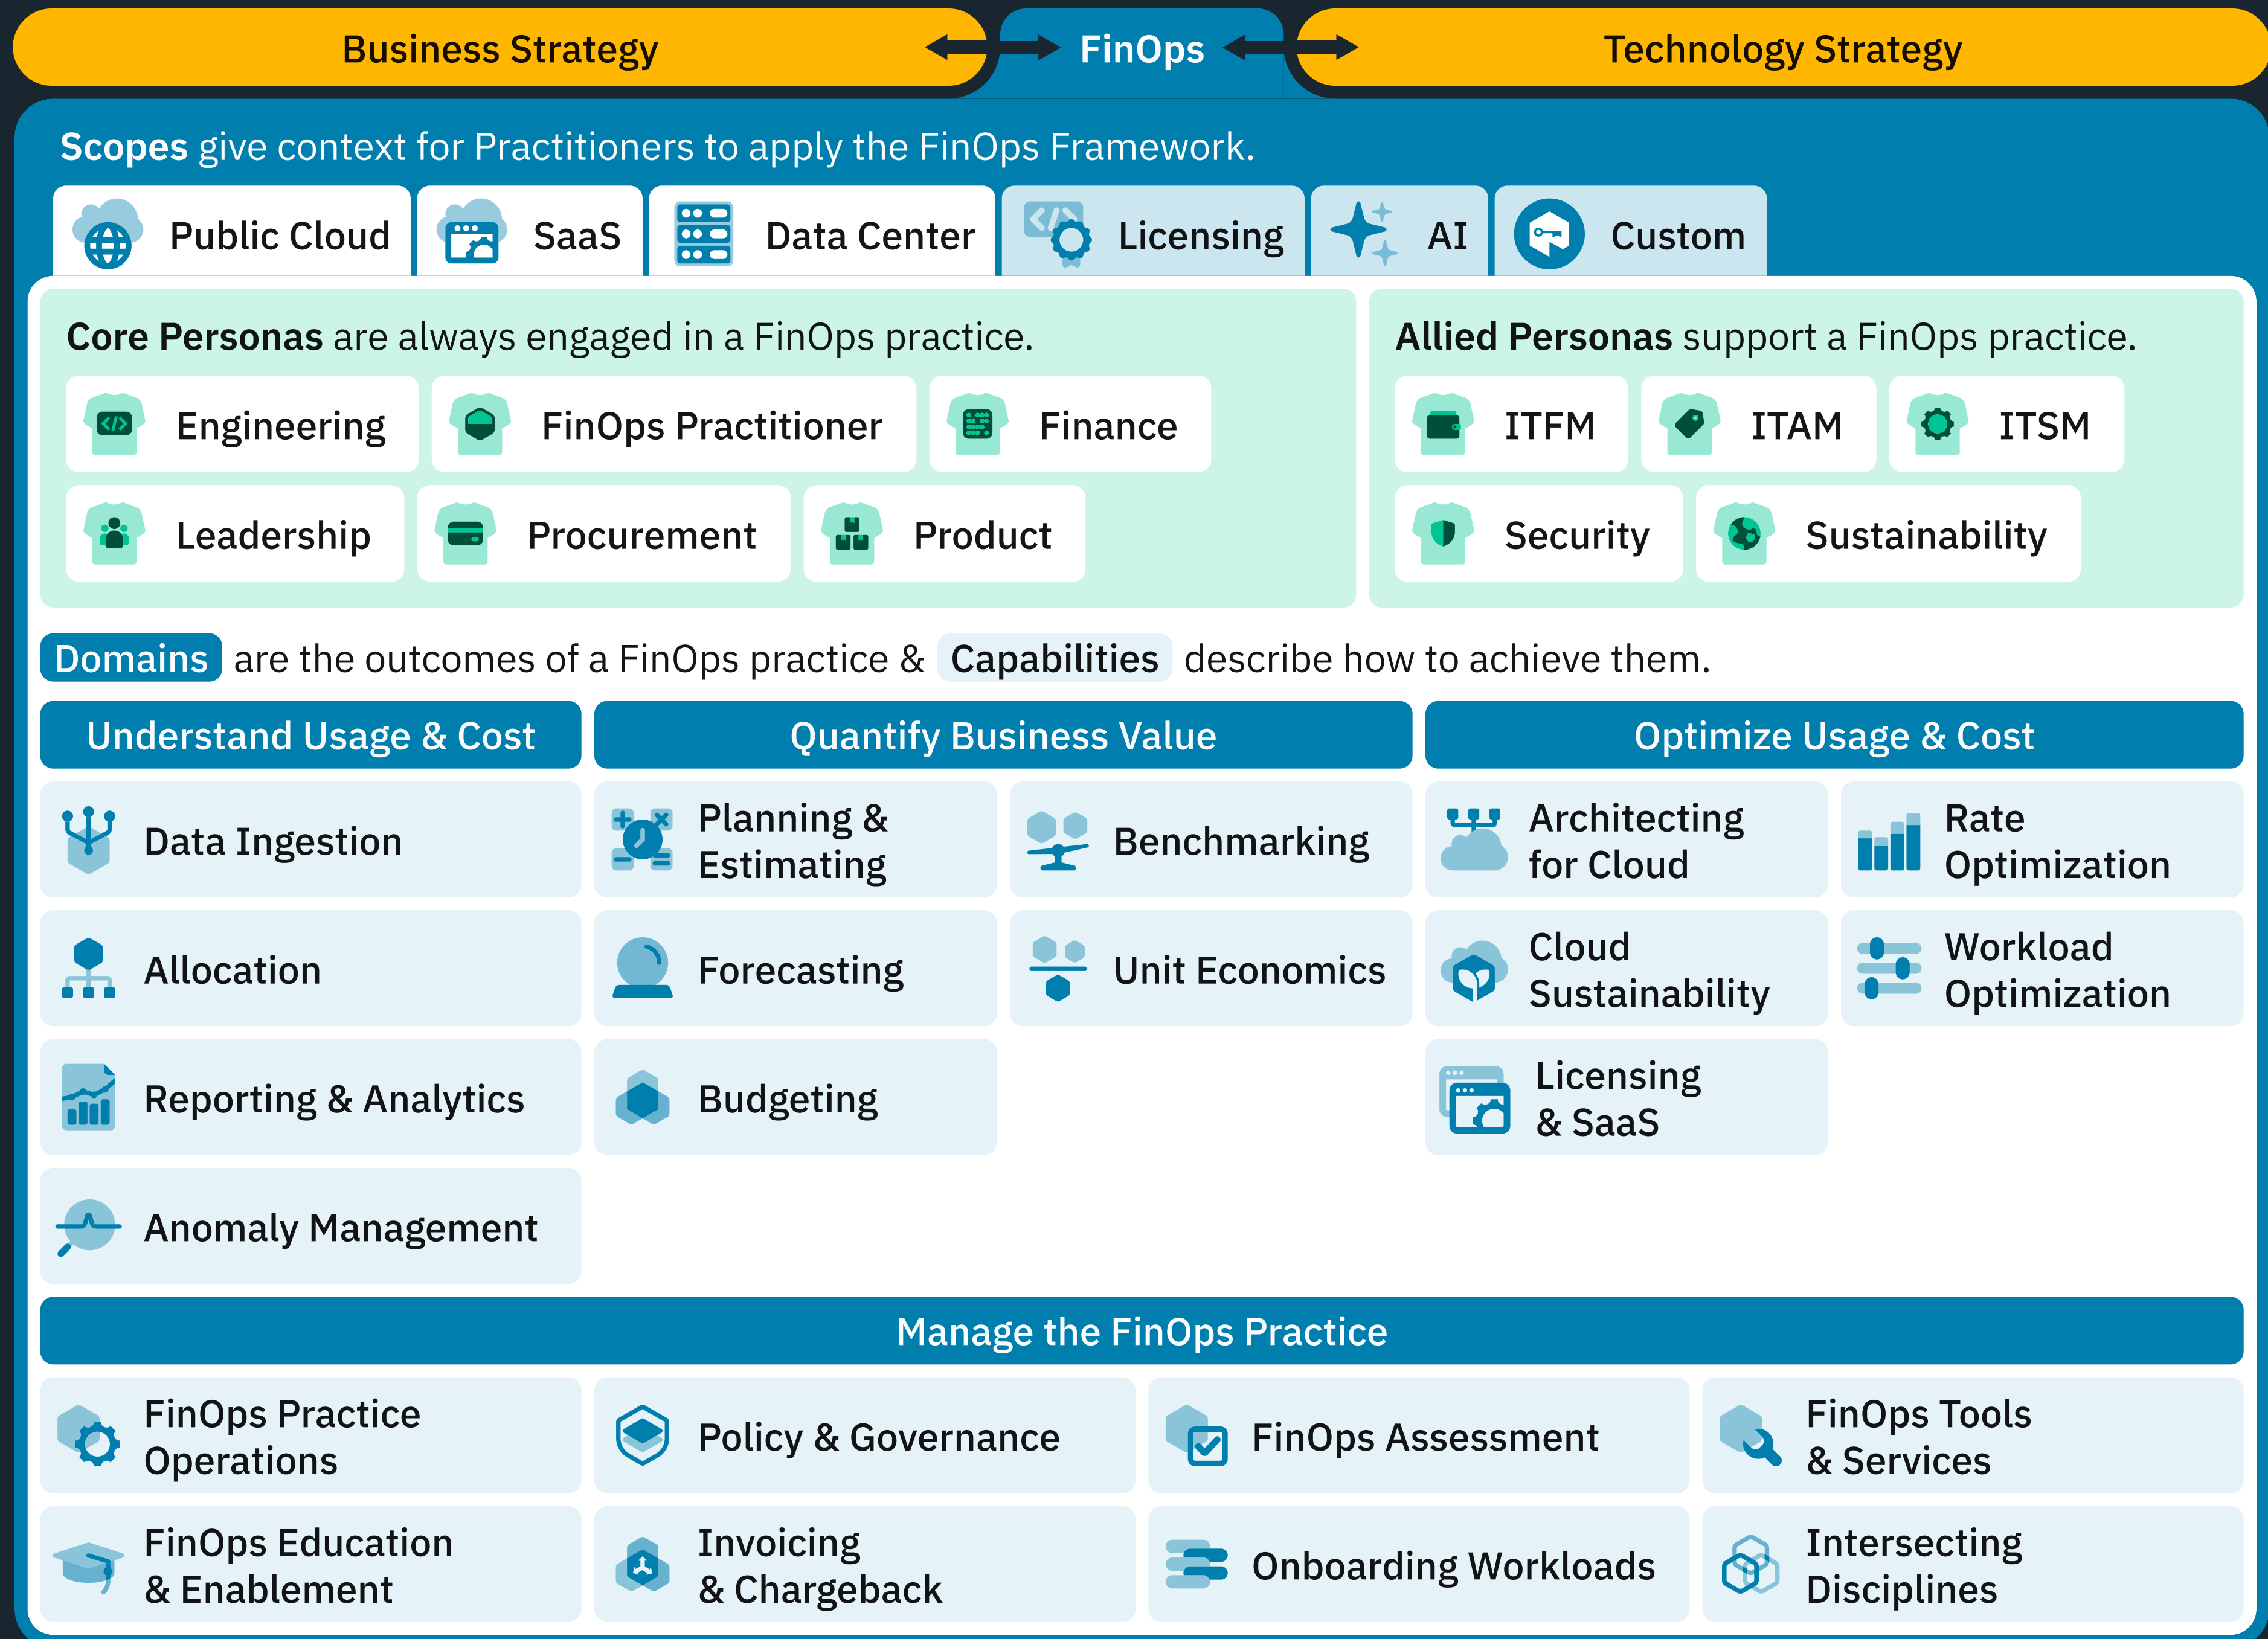 Business Strategy
FinOps
Technology Strategy
Scopes give context for Practitioners to apply the FinOps Framework.
Public Cloud
SaaS
Data Center
Licensing
AI
Custom
Core Personas are always engaged in a FinOps practice.
Engineering
FinOps Practitioner
Finance
Leadership
Procurement
Product
Allied Personas support a FinOps practice.
ITFM
ITAM
ITSM
Security
Sustainability
Domains are the outcomes of a FinOps practice & Capabilities describe how to achieve them.
Understand Usage & Cost
Data Ingestion
Allocation
Reporting & Analytics
Anomaly Management
Quantify Business Value
Planning &
Estimating
Benchmarking
Forecasting
Unit Economics
Budgeting
Optimize Usage & Cost
Architecting
for Cloud
Rate
Optimization
Cloud
Sustainability
Workload
Optimization
Licensing
& SaaS
Manage the FinOps Practice
FinOps Practice
Operations
Policy & Governance
FinOps Assessment
FinOps Tools
& Services
FinOps Education
& Enablement
Invoicing
& Chargeback
Onboarding Workloads
Intersecting
Disciplines